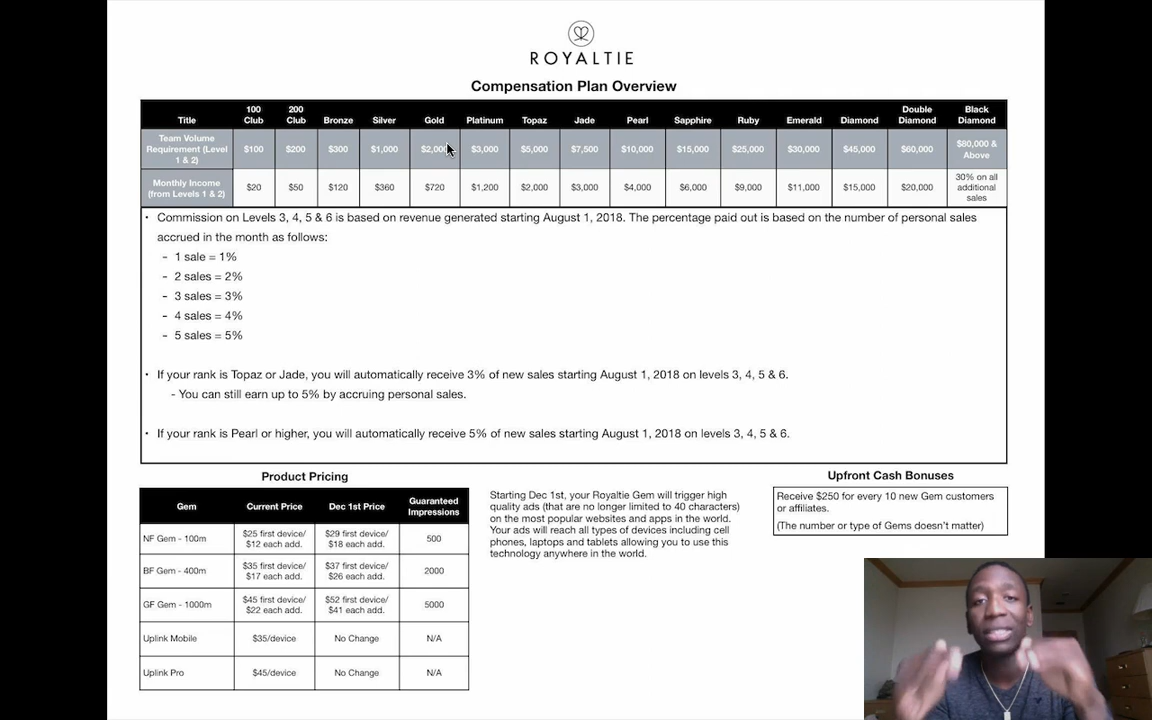 ROYALTIE
Compensation Plan Overview
Title 100 Club 200 Club Bronze Silver Gold Platinum Topaz Jade Pearl Sapphire Ruby Emerald Diamond Double Diamond Black Diamond
Team Volume Requirement (Level 1 & 2) $100 $200 $300 $1,000 $2,000 $3,000 $5,000 $7,500 $10,000 $15,000 $25,000 $30,000 $45,000 $60,000 $80,000 & Above
Monthly Income (from Levels 1 & 2) $20 $50 $120 $360 $720 $1,200 $2,000 $3,000 $4,000 $6,000 $9,000 $11,000 $15,000 $20,000 30% on all additional sales
• Commission on Levels 3, 4, 5 & 6 is based on revenue generated starting August 1, 2018. The percentage paid out is based on the number of personal sales
accrued in the month as follows:
- 1 sale = 1%
- 2 sales = 2%
- 3 sales = 3%
- 4 sales = 4%
- 5 sales = 5%
• If your rank is Topaz or Jade, you will automatically receive 3% of new sales starting August 1, 2018 on levels 3, 4, 5 & 6.
- You can still earn up to 5% by accruing personal sales.
• If your rank is Pearl or higher, you will automatically receive 5% of new sales starting August 1, 2018 on levels 3, 4, 5 & 6.
Product Pricing
Gem Current Price Dec 1st Price Guaranteed Impressions
NF Gem - 100m $25 first device/ $12 each add. $29 first device/ $18 each add. 500
BF Gem - 400m $35 first device/ $17 each add. $37 first device/ $26 each add. 2000
GF Gem - 1000m $45 first device/ $22 each add. $52 first device/ $41 each add. 5000
Uplink Mobile $35/device No Change N/A
Uplink Pro $45/device No Change N/A
Starting Dec 1st, your Royaltie Gem will trigger high
quality ads (that are no longer limited to 40 characters)
on the most popular websites and apps in the world.
Your ads will reach all types of devices including cell
phones, laptops and tablets allowing you to use this
technology anywhere in the world.
Upfront Cash Bonuses
Receive $250 for every 10 new Gem customers
or affiliates.
(The number or type of Gems doesn't matter)